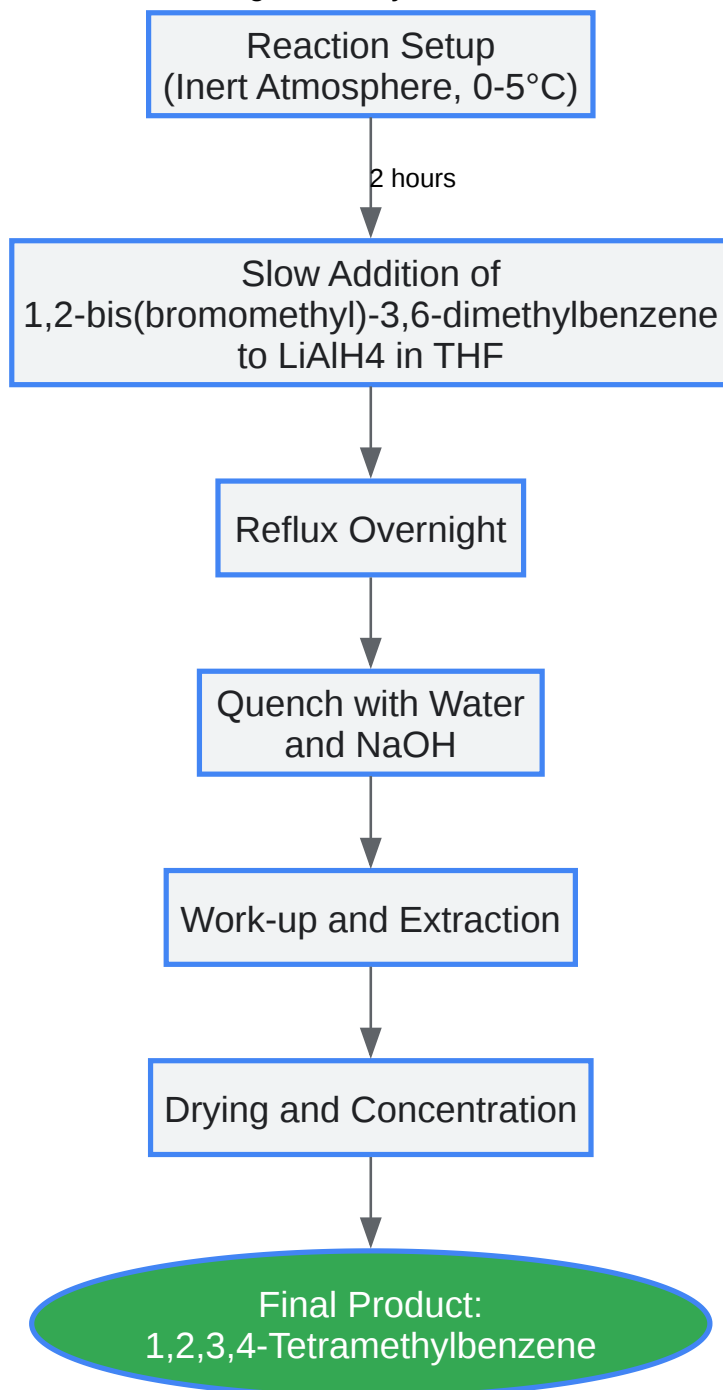 Reaction Setup
(Inert Atmosphere, 0-5°C)
2 hours
Slow Addition of
1,2-bis(bromomethyl)-3,6-dimethylbenzene
to LiAlH4 in THF
Reflux Overnight
Quench with Water
and NaOH
Work-up and Extraction
Drying and Concentration
Final Product:
1,2,3,4-Tetramethylbenzene